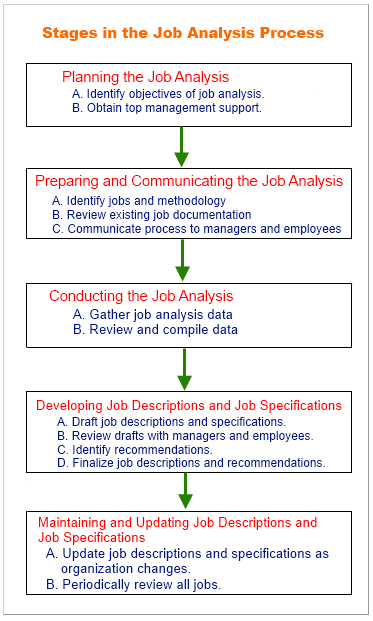 Stages in the Job Analysis Process
Planning the Job Analysis
A. Identify objectives of job analysis.
B. Obtain top management support.
Preparing and Communicating the Job Analysis
A. Identify jobs and methodology
B. Review existing job documentation
C. Communicate process to managers and employees
Conducting the Job Analysis
A. Gather job analysis data
B. Review and compile data
Developing Job Descriptions and Job Specifications
A. Draft job descriptions and specifications.
B. Review drafts with managers and employees.
C. Identify recommendations.
D. Finalize job descriptions and recommendations.
Maintaining and Updating Job Descriptions and
Job Specifications
A. Update job descriptions and specifications as
organization changes.
B. Periodically review all jobs.